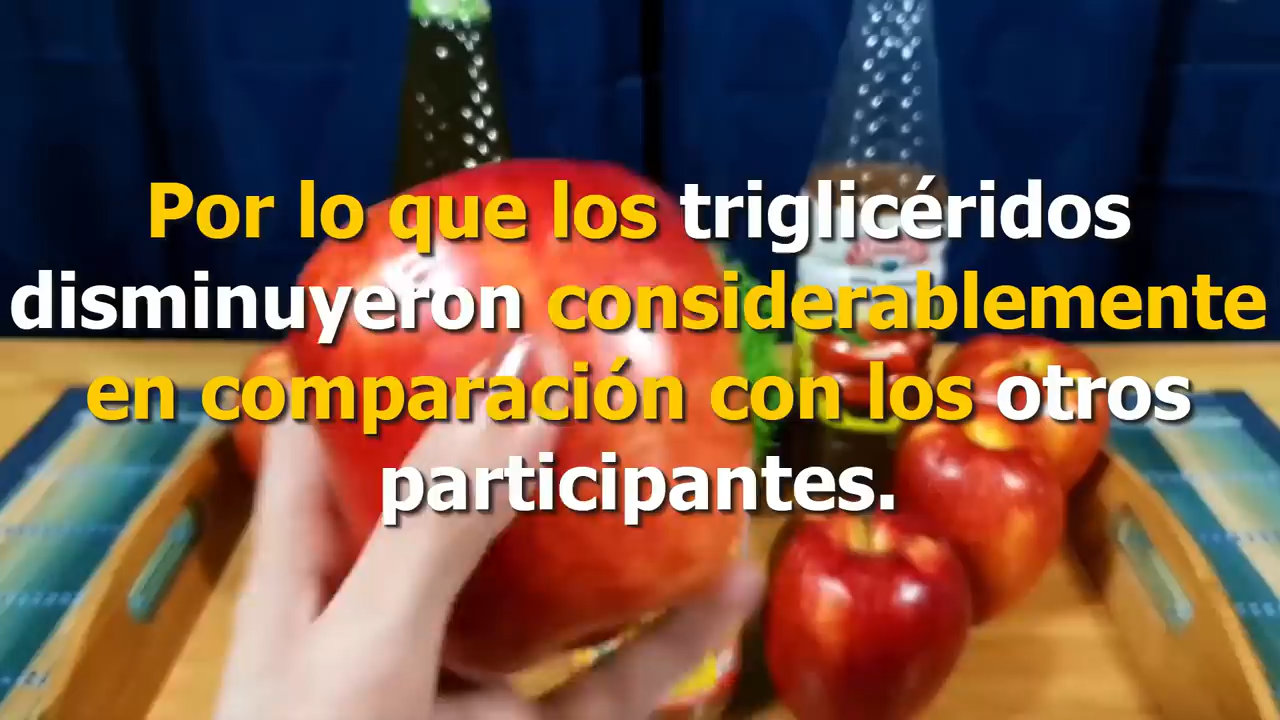 Por lo que los triglicéridos
disminuyeron considerablemente
en comparación con los otros
participantes.